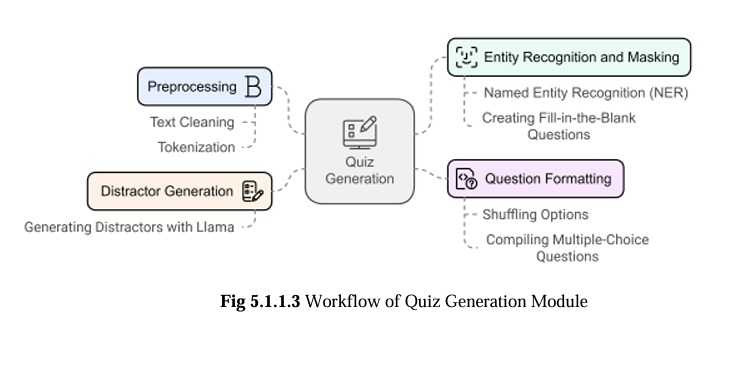 Preprocessing
Text Cleaning
Tokenization
Distractor Generation
Generating Distractors with Llama
Quiz
Generation
Entity Recognition and Masking
Named Entity Recognition (NER)
Creating Fill-in-the-Blank
Questions
Question Formatting
Shuffling Options
Compiling Multiple-Choice
Questions
Fig 5.1.1.3 Workflow of Quiz Generation Module